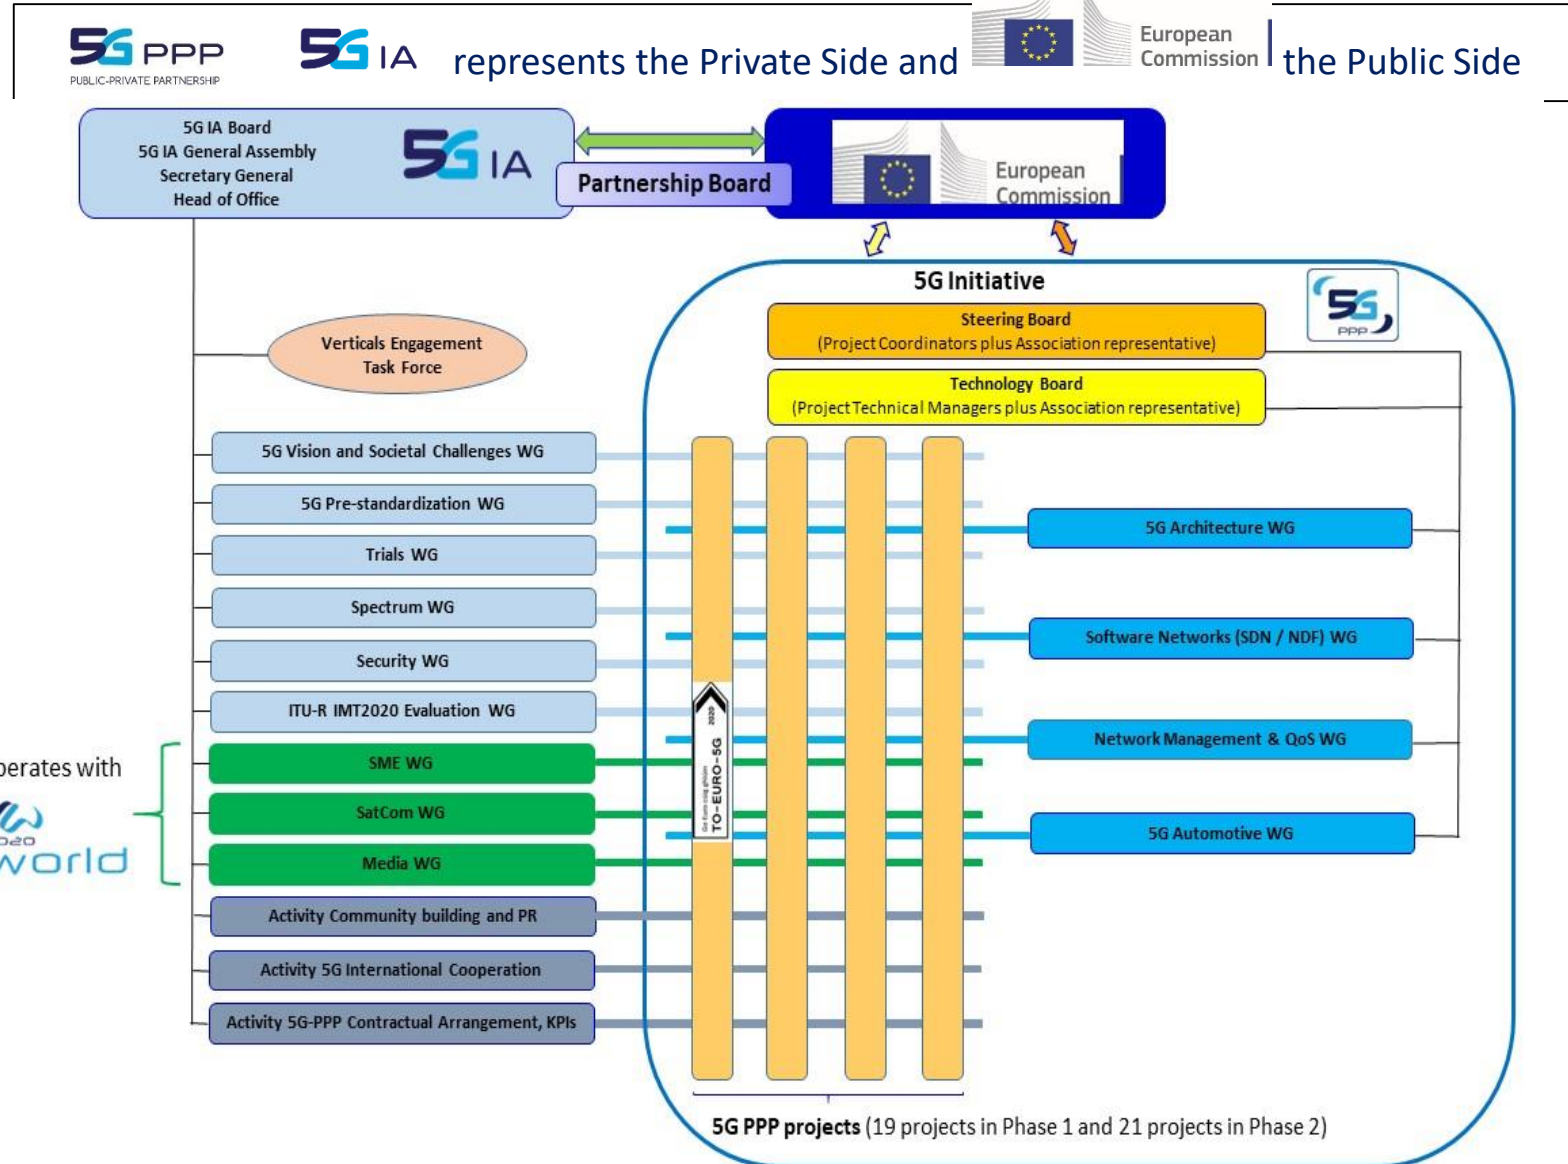 5G PPP
PUBLIC-PRIVATE PARTNERSHIP
5G IA represents the Private Side and European Commission the Public Side
5G IA Board
5G IA General Assembly
Secretary General
Head of Office
5G IA
Partnership Board
European
Commission
5G Initiative
5G
PPP
Steering Board
(Project Coordinators plus Association representative)
Technology Board
(Project Technical Managers plus Association representative)
Verticals Engagement
Task Force
5G Vision and Societal Challenges WG
5G Pre-standardization WG
Trials WG
Spectrum WG
Security WG
ITU-R IMT2020 Evaluation WG
SME WG
SatCom WG
Media WG
Activity Community building and PR
Activity 5G International Cooperation
Activity 5G-PPP Contractual Arrangement, KPIs
perates with
world
2020
TO-EURO-5G
5G Architecture WG
Software Networks (SDN / NDF) WG
Network Management & QoS WG
5G Automotive WG
5G PPP projects (19 projects in Phase 1 and 21 projects in Phase 2)